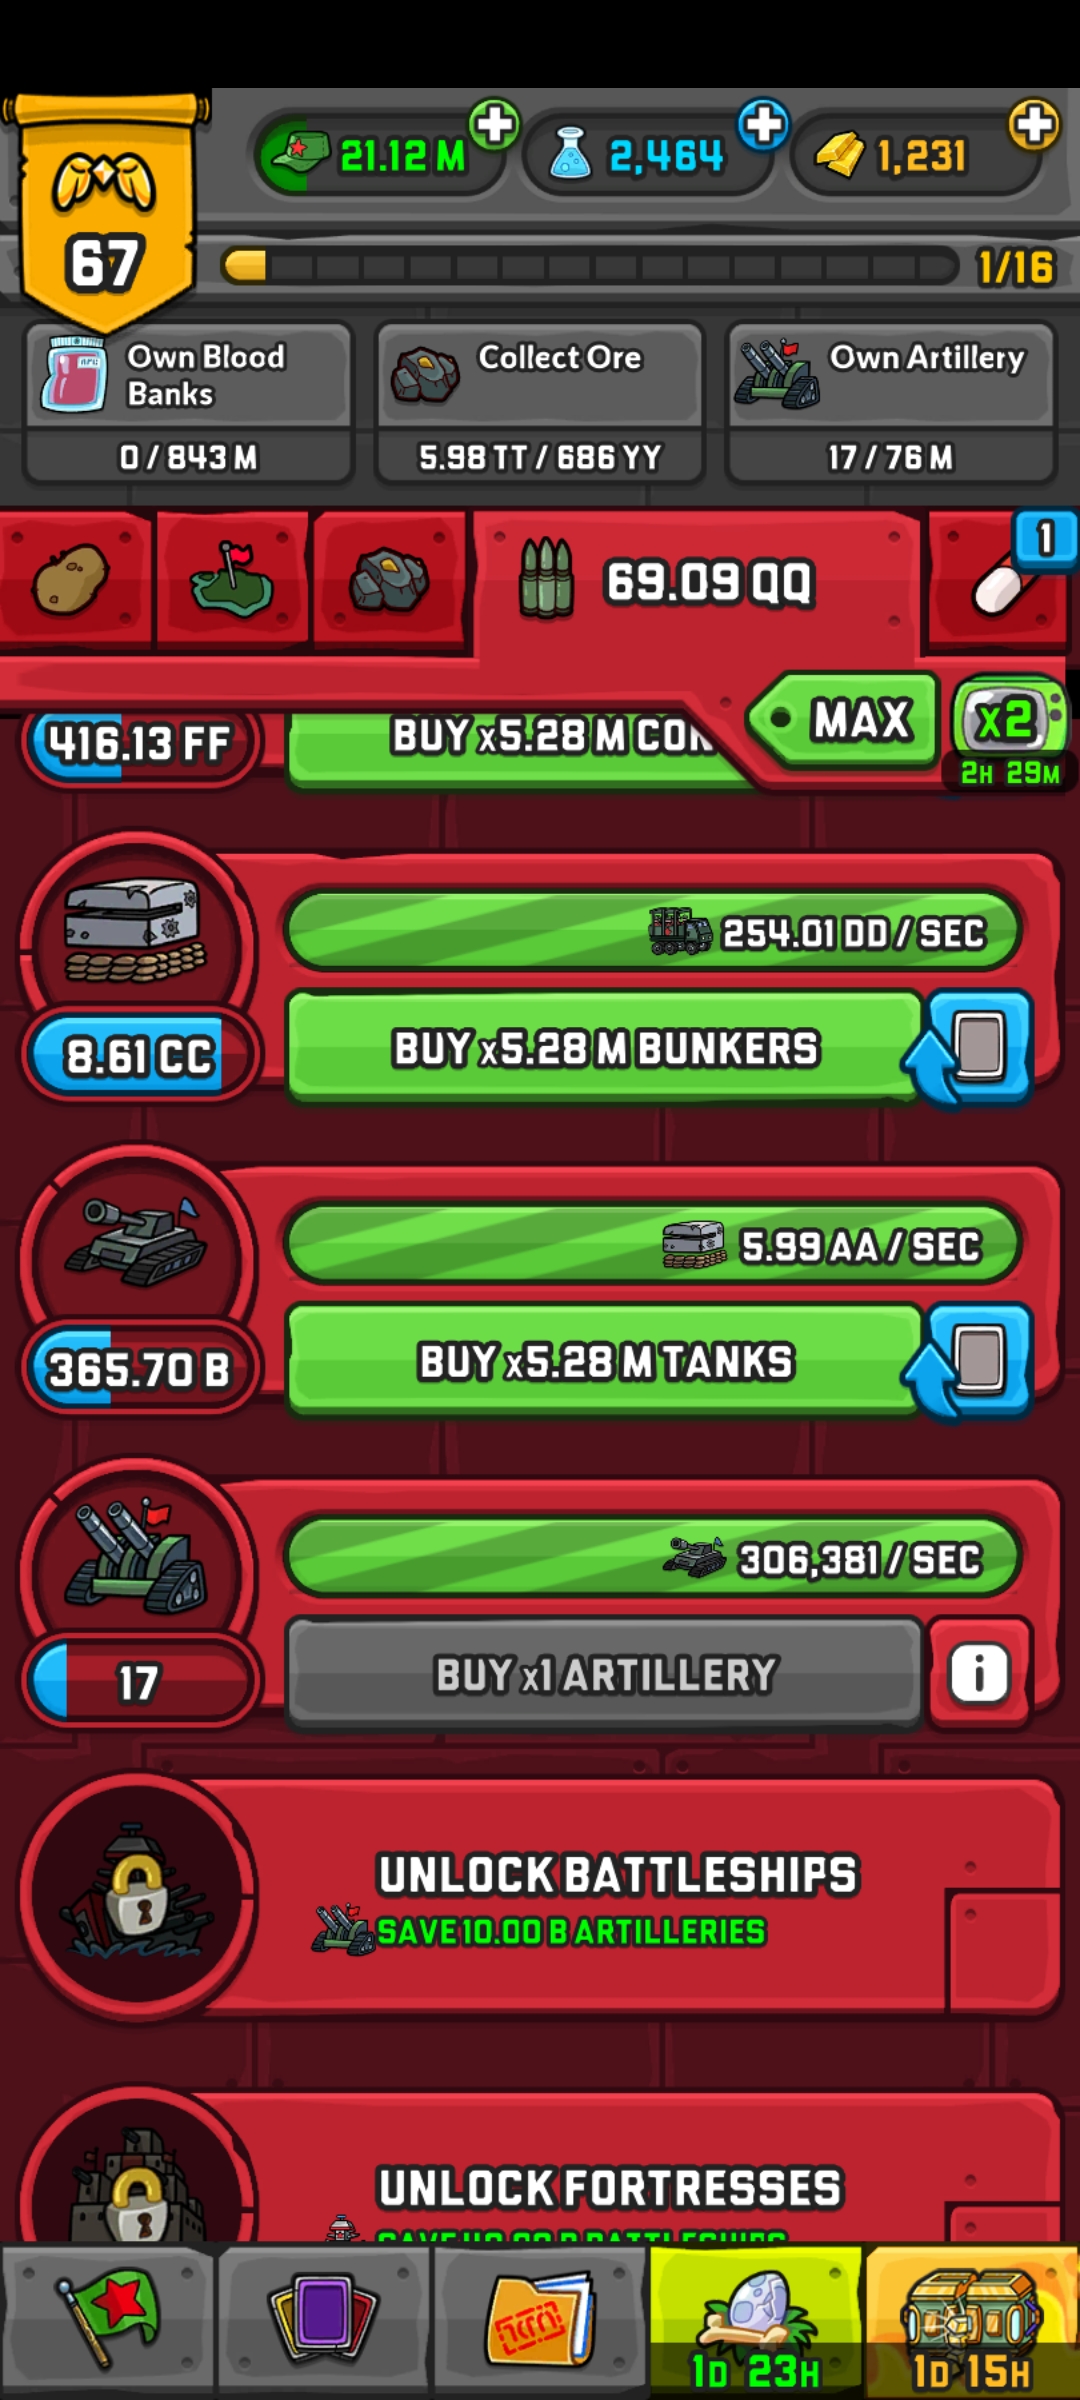 21.12 M
2,464
1,231
67
1/16
Own Blood
Banks
Collect Ore
Own Artillery
0 / 843 M
5.98 TT / 686 YY
17 / 76 M
69.09 QQ
1
416.13 FF
BUY x5.28 M CON
MAX
x2
2H 29M
254.01 DD / SEC
8.61 CC
BUY x5.28 M BUNKERS
5.99 AA / SEC
365.70 B
BUY x5.28 M TANKS
306,381 / SEC
17
BUY x1 ARTILLERY
i
UNLOCK BATTLESHIPS
SAVE 10.00 B ARTILLERIES
UNLOCK FORTRESSES
1D 23H
1D 15H